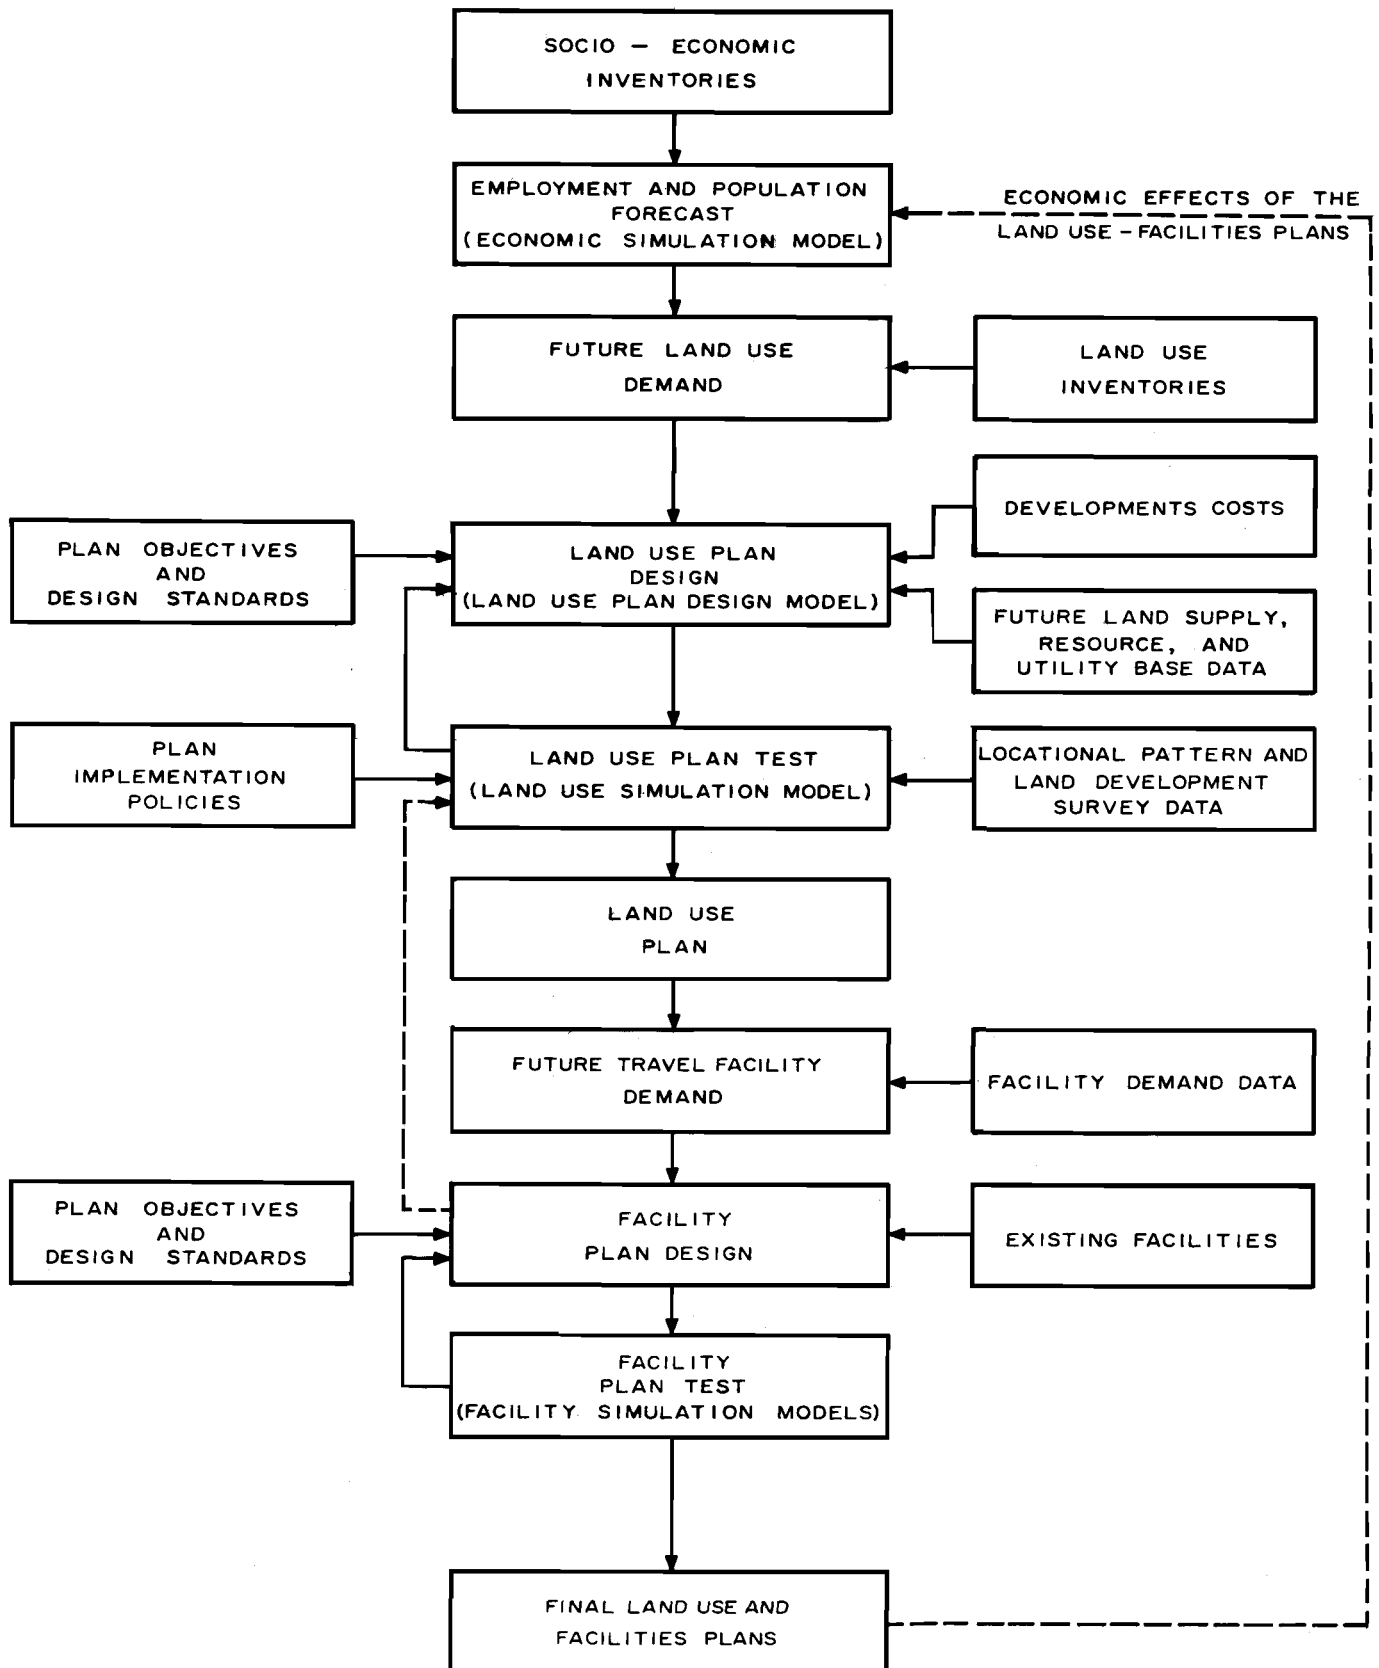 SOCIO — ECONOMIC
INVENTORIES
EMPLOYMENT AND POPULATION
FORECAST
(ECONOMIC SIMULATION MODEL)
ECONOMIC EFFECTS OF THE
LAND USE – FACILITIES PLANS
FUTURE LAND USE
DEMAND
LAND USE
INVENTORIES
DEVELOPMENTS COSTS
PLAN OBJECTIVES
AND
DESIGN STANDARDS
LAND USE PLAN
DESIGN
(LAND USE PLAN DESIGN MODEL)
FUTURE LAND SUPPLY,
RESOURCE, AND
UTILITY BASE DATA
PLAN
IMPLEMENTATION
POLICIES
LAND USE PLAN TEST
(LAND USE SIMULATION MODEL)
LOCATIONAL PATTERN AND
LAND DEVELOPMENT
SURVEY DATA
LAND USE
PLAN
FUTURE TRAVEL FACILITY
DEMAND
FACILITY DEMAND DATA
PLAN OBJECTIVES
AND
DESIGN STANDARDS
FACILITY
PLAN DESIGN
EXISTING FACILITIES
FACILITY
PLAN TEST
(FACILITY SIMULATION MODELS)
FINAL LAND USE AND
FACILITIES PLANS